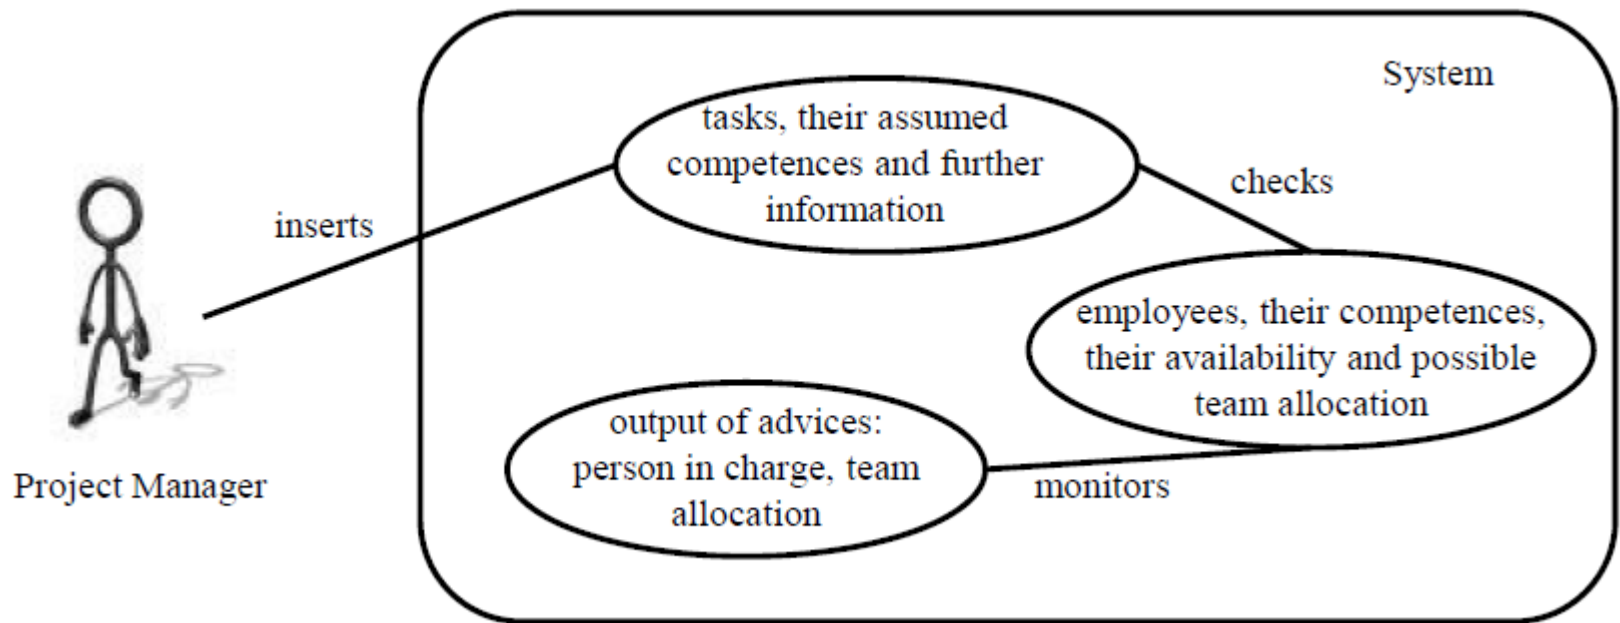 System
tasks, their assumed
competences and further
information
checks
inserts
employees, their competences,
their availability and possible
team allocation
output of advices:
person in charge, team
allocation
monitors
Project Manager